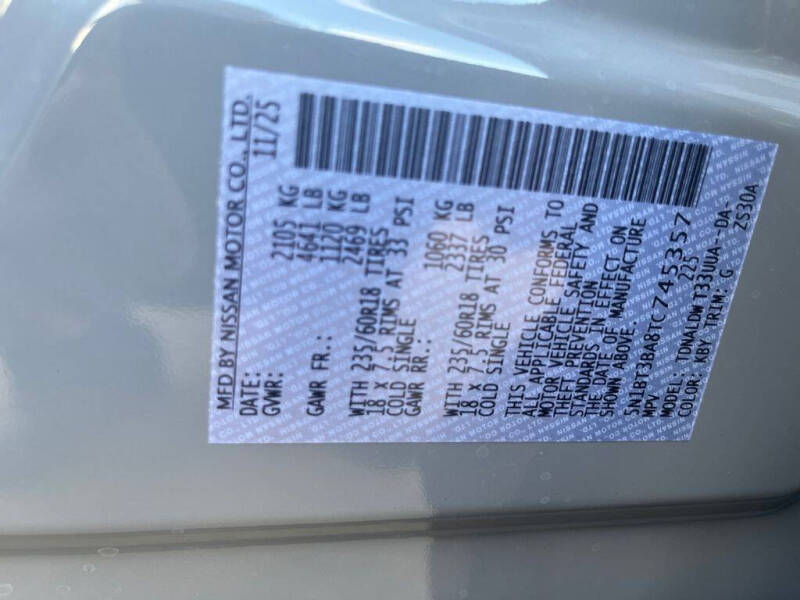 MFD BY NISSAN MOTOR CO., LTD.
DATE: 11/25
GVWR: 2105 KG
4641 LB
GAWR FR.: 1120 KG
2469 LB
WITH 235/60R18 TIRES
18 X 7.5 RIMS AT 33 PSI
COLD SINGLE
GAWR RR.: 1060 KG
2337 LB
WITH 235/60R18 TIRES
18 X 7.5 RIMS AT 30 PSI
COLD SINGLE
THIS VEHICLE CONFORMS TO
ALL APPLICABLE FEDERAL
MOTOR VEHICLE SAFETY AND
THEFT PREVENTION
STANDARDS IN EFFECT ON
THE DATE OF MANUFACTURE
SHOWN ABOVE.
5N1BT3BA8TC745357
MPV 225
MODEL: TDNALDW T33UUA--DA-
COLOR: KBY TRIM: G ZS30A